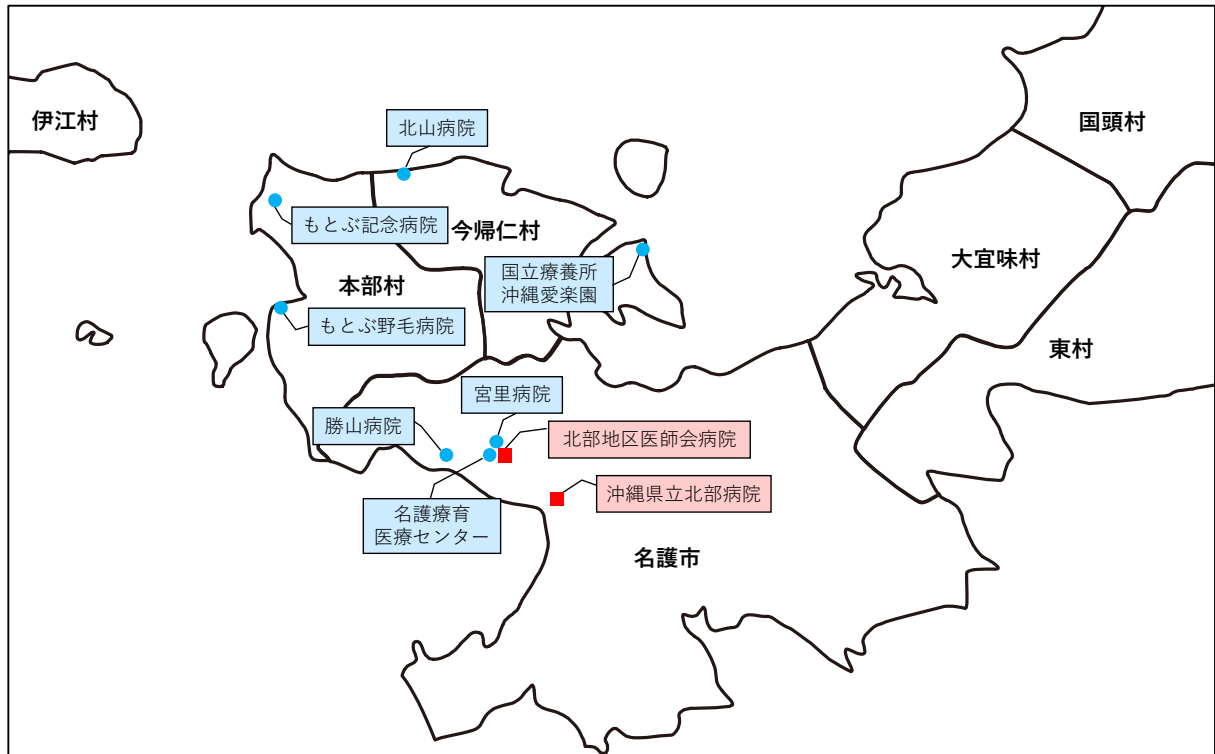 伊江村
北山病院
国頭村
もとぶ記念病院
今帰仁村
国立療養所
沖縄愛楽園
大宜味村
本部村
もとぶ野毛病院
東村
宮里病院
勝山病院
北部地区医師会病院
沖縄県立北部病院
名護療育
医療センター
名護市